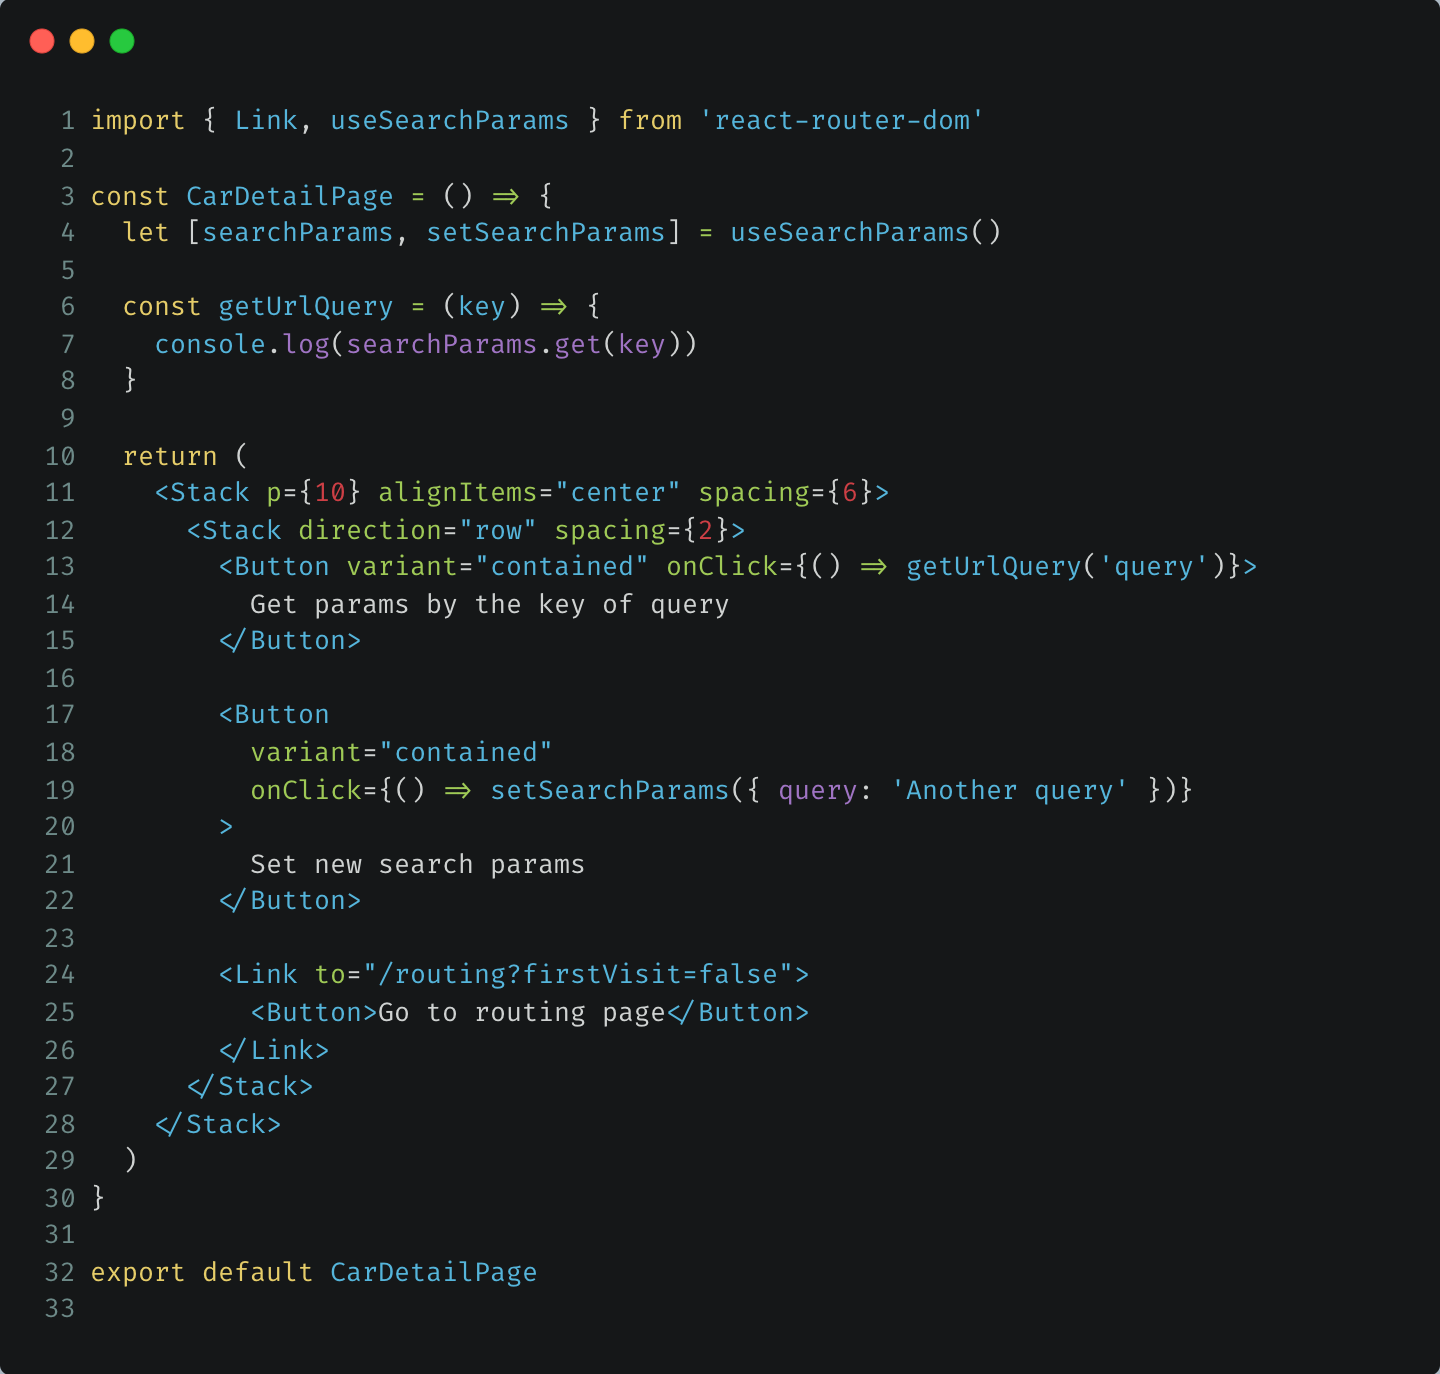 1 import { Link, useSearchParams } from 'react-router-dom'
2
3 const CarDetailPage = () => {
4   let [searchParams, setSearchParams] = useSearchParams()
5
6   const getUrlQuery = (key) => {
7     console.log(searchParams.get(key))
8   }
9
10   return (
11     <Stack p={10} alignItems="center" spacing={6}>
12       <Stack direction="row" spacing={2}>
13         <Button variant="contained" onClick={() => getUrlQuery('query')}>
14           Get params by the key of query
15         </Button>
16
17         <Button
18           variant="contained"
19           onClick={() => setSearchParams({ query: 'Another query' })}
20         >
21           Set new search params
22         </Button>
23
24         <Link to="/routing?firstVisit=false">
25           <Button>Go to routing page</Button>
26         </Link>
27       </Stack>
28     </Stack>
29   )
30 }
31
32 export default CarDetailPage
33